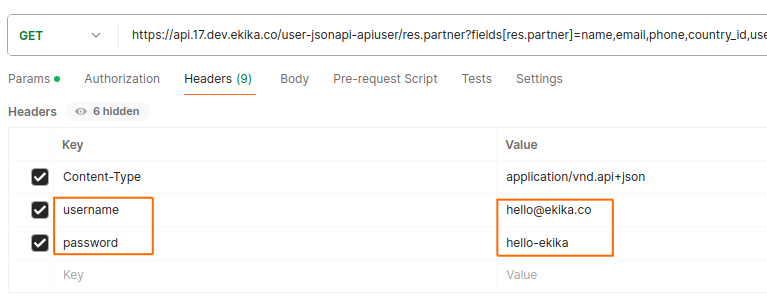 GET https://api.17.dev.ekika.co/user-jsonapi-apiuser/res.partner?fields[res.partner]=name,email,phone,country_id,use
Params Authorization Headers (9) Body Pre-request Script Tests Settings
Headers 6 hidden
Key Value
Content-Type application/vnd.api+json
username hello@ekika.co
password hello-ekika
Key Value